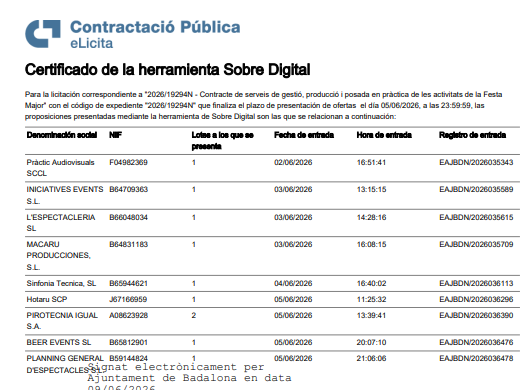 Contractació Pública
eLicita
Certificado de la herramienta Sobre Digital
Para la licitación correspondiente a "2026/19294N - Contracte de serveis de gestió, producció i posada en pràctica de les activitats de la Festa
Major" con el código de expediente "2026/19294N" que finaliza el plazo de presentación de ofertas el día 05/06/2026, a las 23:59:59, las
proposiciones presentadas mediante la herramienta de Sobre Digital son las que se relacionan a continuación:
Denominación social NIF Lotes a los que se Fecha de entrada Hora de entrada Registro de entrada
presenta
Pràctic Audiovisuals F04982369 1 02/06/2026 16:51:41 EAJBDN/2026035343
SCCL
INICIATIVES EVENTS B64709363 1 03/06/2026 13:15:15 EAJBDN/2026035589
S.L.
L'ESPECTACLERIA B66048034 1 03/06/2026 14:28:16 EAJBDN/2026035615
SL
MACARU B64831183 1 03/06/2026 16:08:15 EAJBDN/2026035709
PRODUCCIONES,
S.L.
Sinfonia Tecnica, SL B65944621 1 04/06/2026 16:40:02 EAJBDN/2026036113
Hotaru SCP J67166959 1 05/06/2026 11:25:32 EAJBDN/2026036296
PIROTECNIA IGUAL A08623928 2 05/06/2026 13:39:41 EAJBDN/2026036390
S.A.
BEER EVENTS SL B65812901 1 05/06/2026 20:07:10 EAJBDN/2026036476
PLANNING GENERAL B59144824 1 05/06/2026 21:06:06 EAJBDN/2026036478
D'ESPECTACLES S.L.
Signat electrònicament per
Ajuntament de Badalona en data
09/06/2026